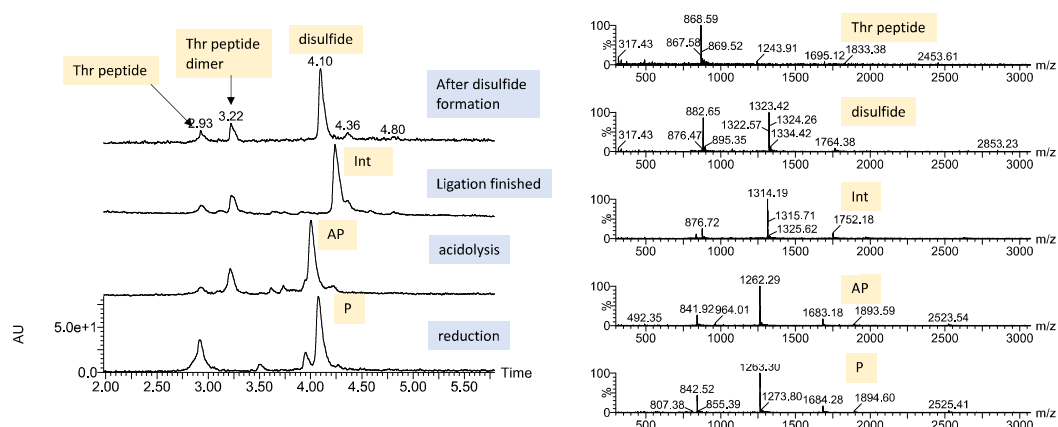 Thr peptide
Thr peptide
dimer
disulfide
4.10
2.93
3.22
4.36
4.80
After disulfide
formation
Int
Ligation finished
AP
acidolysis
P
reduction
AU
5.0e+1
0.0
2.00
2.50
3.00
3.50
4.00
4.50
5.00
5.50
Time
100
%
0
868.59
317.43
867.58
869.52
1243.91
1695.12
1833.38
2453.61
Thr peptide
500 1000 1500 2000 2500 3000 m/z
100
%
0
1323.42
882.65
1322.57
1324.26
317.43
876.47
895.35
1334.42
1764.38
2853.23
disulfide
500 1000 1500 2000 2500 3000 m/z
100
%
0
1314.19
876.72
1315.71
1325.62
1752.18
Int
500 1000 1500 2000 2500 3000 m/z
100
%
0
1262.29
492.35
841.92
964.01
1683.18
1893.59
2523.54
AP
500 1000 1500 2000 2500 3000 m/z
100
%
0
1263.30
842.52
807.38
855.39
1273.80
1684.28
1894.60
2525.41
P
500 1000 1500 2000 2500 3000 m/z